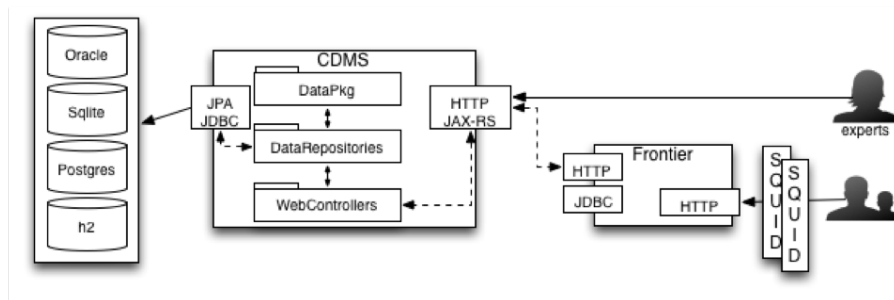 Oracle
Sqlite
Postgres
h2
CDMS
JPA
JDBC
DataPkg
DataRepositories
WebControllers
HTTP
JAX-RS
Frontier
HTTP
JDBC
HTTP
S
Q
U
I
D
S
Q
U
I
D
experts